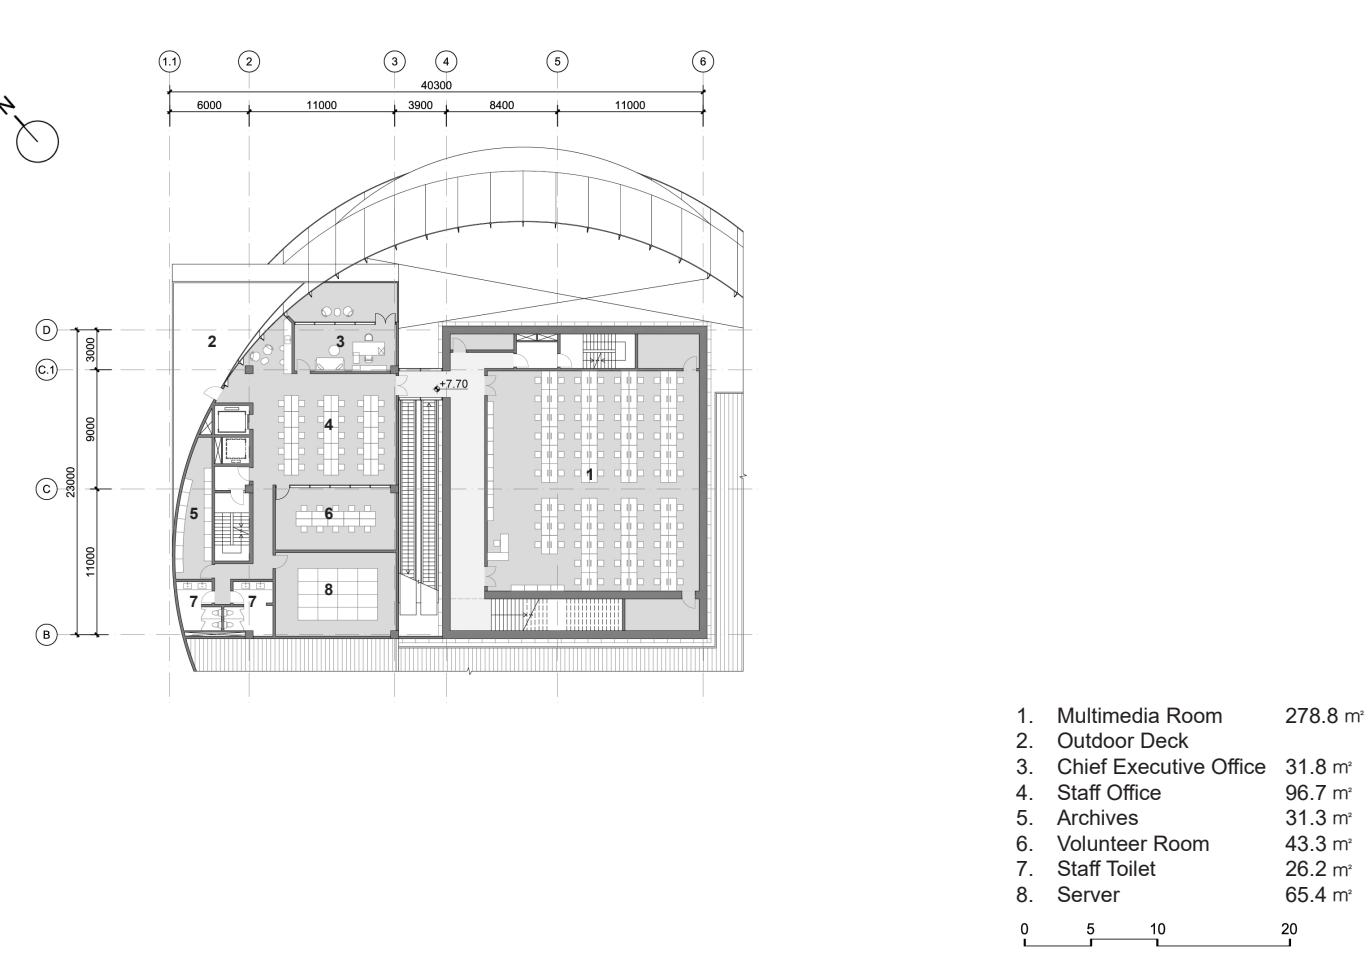 1.1 2 3 4 5 6
40300
6000 11000 3900 8400 11000
N
D
2
3
3000
C.1
+7.70
9000
4
1
23000
C
5
6
11000
8
7 7
B
1. Multimedia Room 278.8 m²
2. Outdoor Deck
3. Chief Executive Office 31.8 m²
4. Staff Office 96.7 m²
5. Archives 31.3 m²
6. Volunteer Room 43.3 m²
7. Staff Toilet 26.2 m²
8. Server 65.4 m²
0 5 10 20